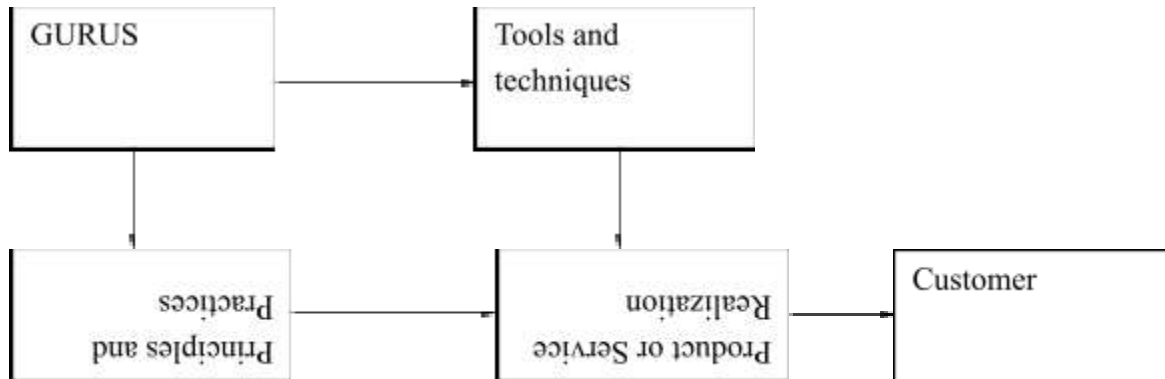 GURUS
Tools and
techniques
Principles and
Practices
Product or Service
Realization
Customer